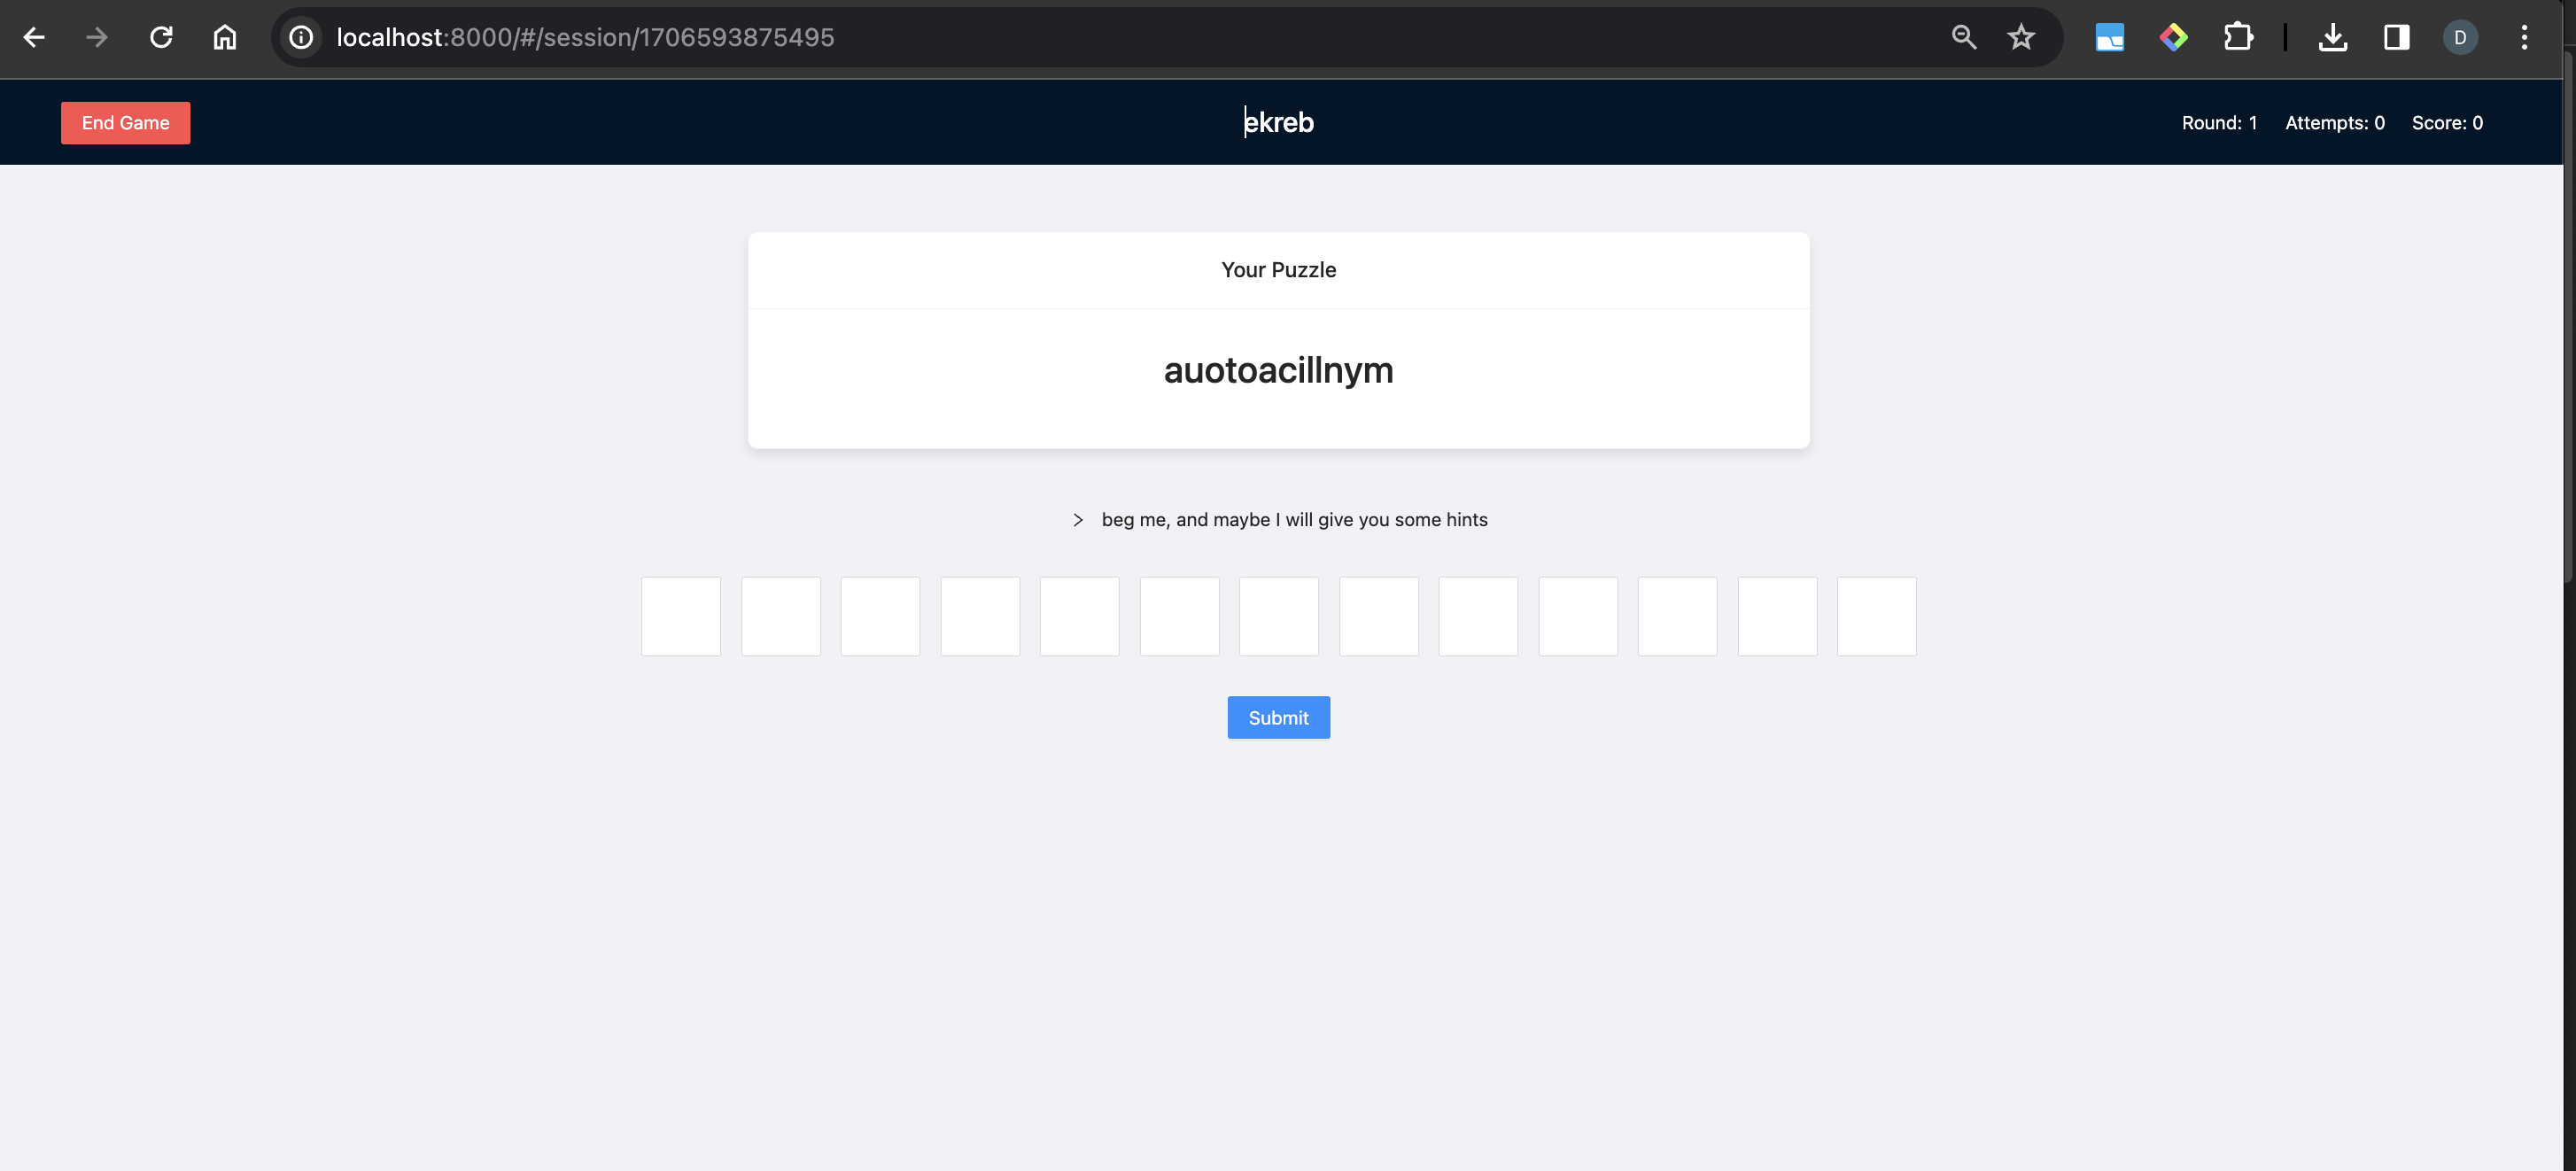 localhost:8000/#/session/1706593875495
D
End Game
ekreb
Round: 1 Attempts: 0 Score: 0
Your Puzzle
auotoacillnym
beg me, and maybe I will give you some hints
Submit